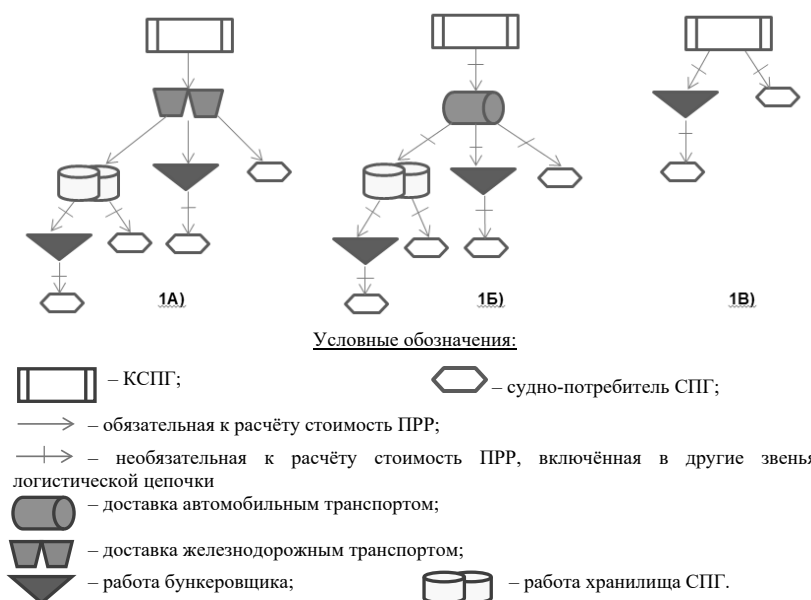 1А)
1Б)
1В)
Условные обозначения:
– КСПГ;
– судно-потребитель СПГ;
– обязательная к расчёту стоимость ПРР;
– необязательная к расчёту стоимость ПРР, включённая в другие звенья
логистической цепочки
– доставка автомобильным транспортом;
– доставка железнодорожным транспортом;
– работа бункеровщика;
– работа хранилища СПГ.